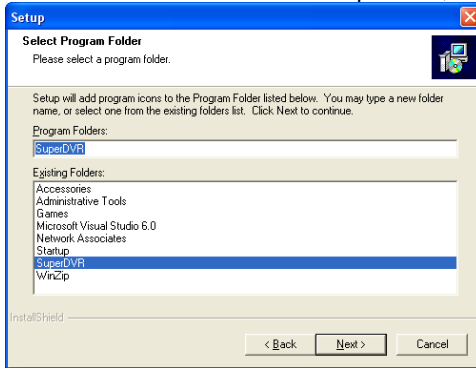 Setup
Select Program Folder
Please select a program folder.
Setup will add program icons to the Program Folder listed below. You may type a new folder
name, or select one from the existing folders list. Click Next to continue.
Program Folders:
SuperDVR
Existing Folders:
Accessories
Administrative Tools
Games
Microsoft Visual Studio 6.0
Network Associates
Startup
SuperDVR
WinZip
InstallShield
< Back
Next >
Cancel